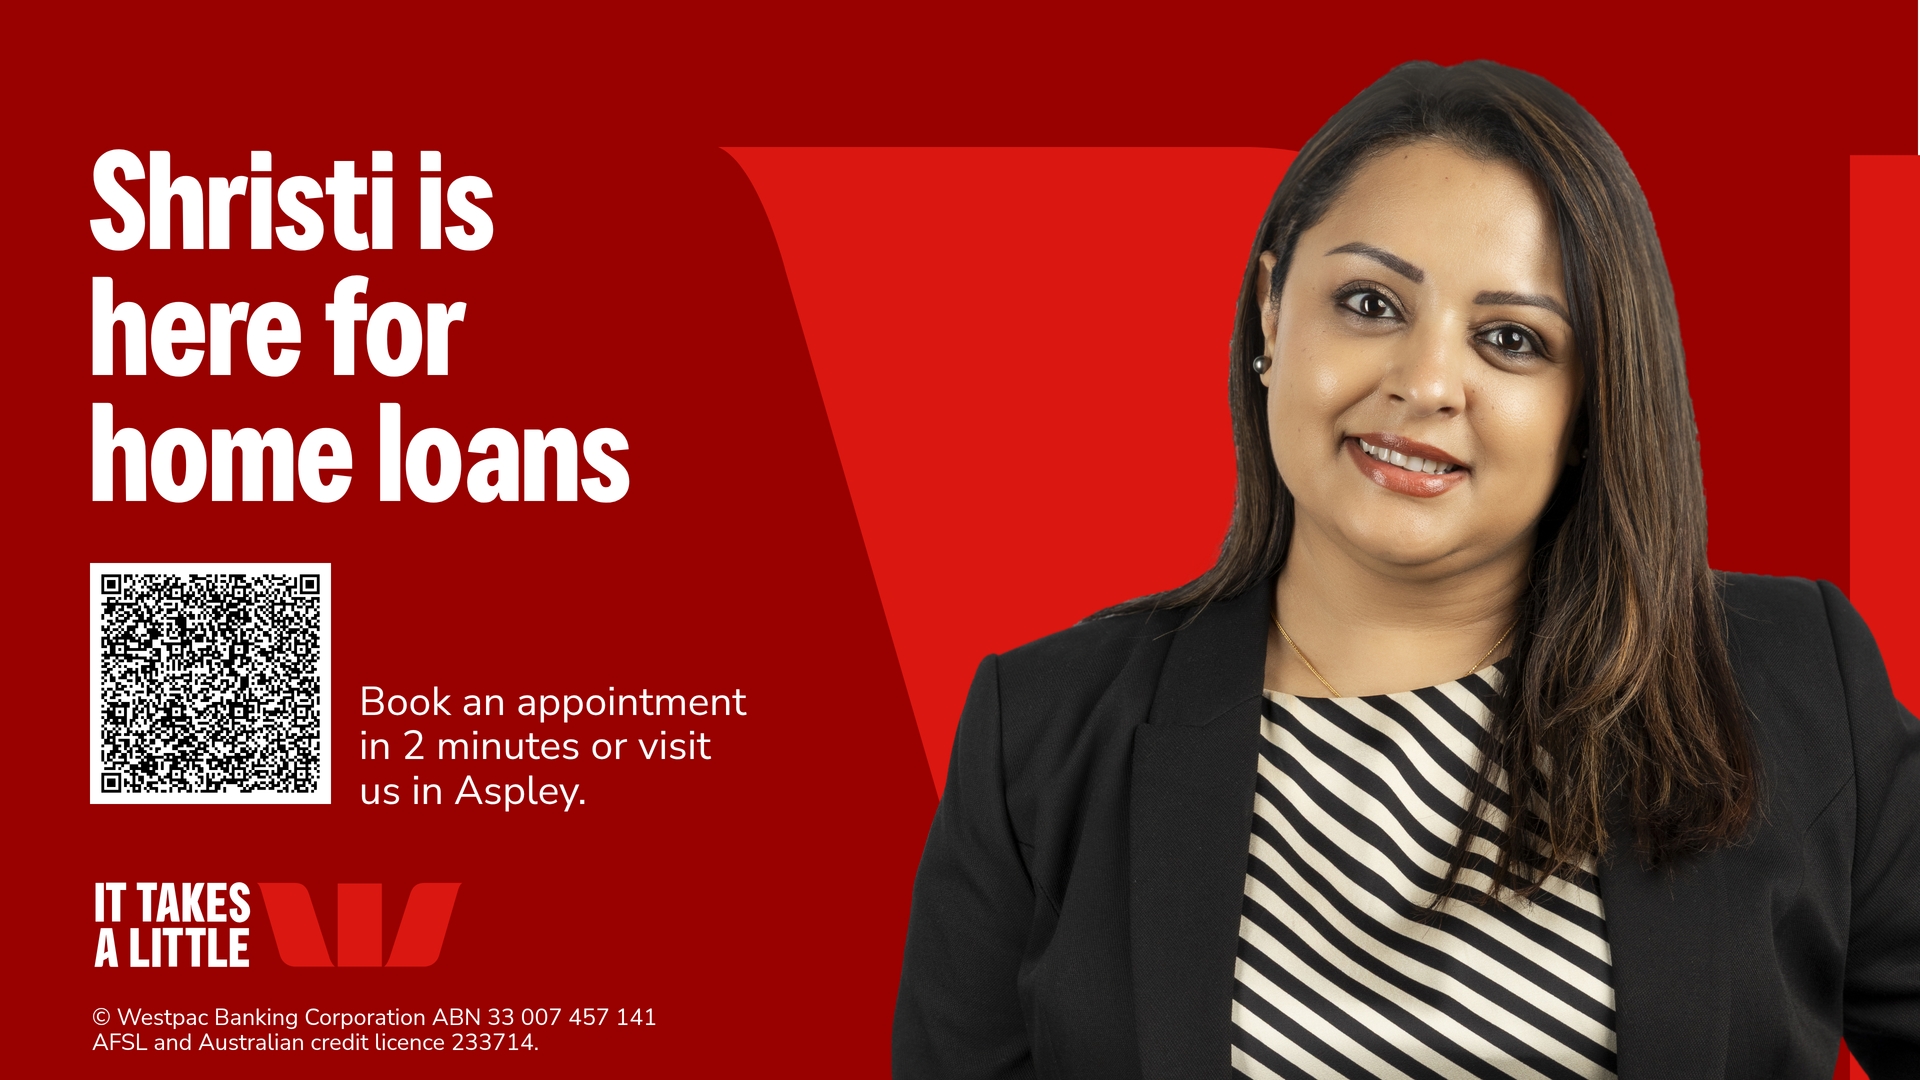 Shristi is
here for
home loans
Book an appointment
in 2 minutes or visit
us in Aspley.
IT TAKES
A LITTLE
© Westpac Banking Corporation ABN 33 007 457 141
AFSL and Australian credit licence 233714.